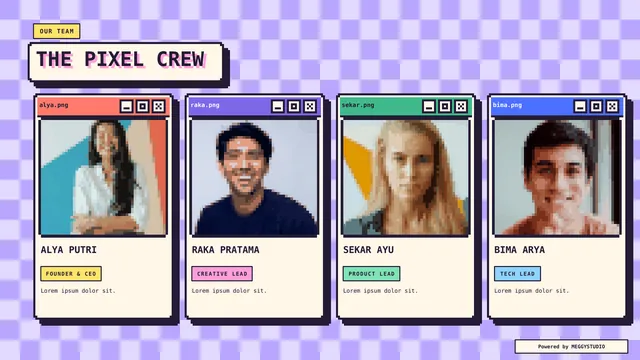 OUR TEAM
THE PIXEL CREW
alya.png
raka.png
sekar.png
bima.png
ALYA PUTRI
RAKA PRATAMA
SEKAR AYU
BIMA ARYA
FOUNDER & CEO
CREATIVE LEAD
PRODUCT LEAD
TECH LEAD
Lorem ipsum dolor sit.
Lorem ipsum dolor sit.
Lorem ipsum dolor sit.
Lorem ipsum dolor sit.
Powered by MEGGYSTUDIO